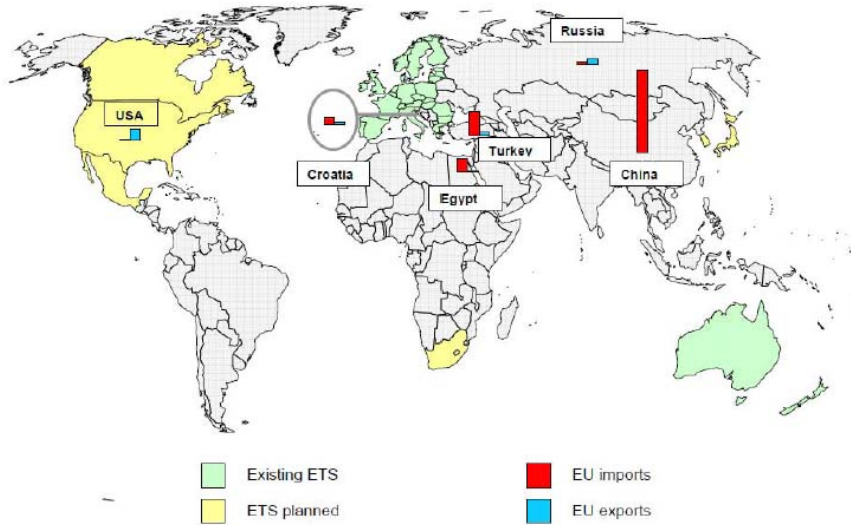 Russia
USA
Turkey
Croatia
China
Egypt
Existing ETS
EU imports
ETS planned
EU exports